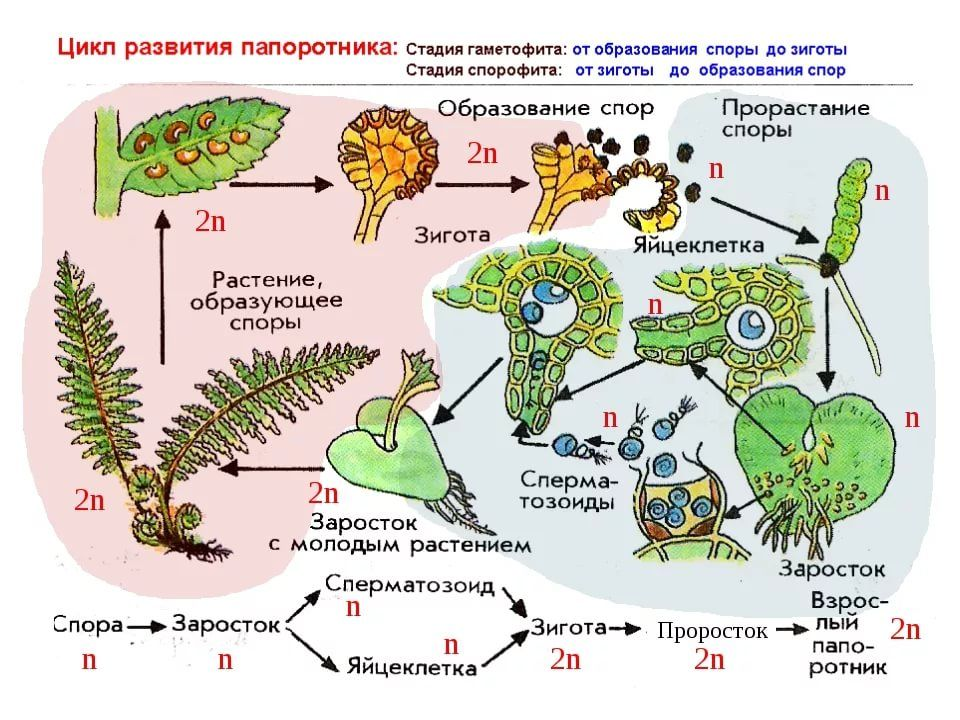 Цикл развития папоротника: Стадия гаметофита: от образования споры до зиготы
Стадия спорофита: от зиготы до образования спор
Образование спор
Прорастание
споры
2n
n
n
2n
Зигота
Яйцеклетка
Растение,
образующее
споры
n
n
n
Сперма-
тозоиды
2n
2n
Заросток
с молодым растением
Заросток
Сперматозоид
n
Спора
Заросток
Зигота
Проросток
Взрос-
лый
папо-
ротник
2n
n
n
n
Яйцеклетка
2n
2n